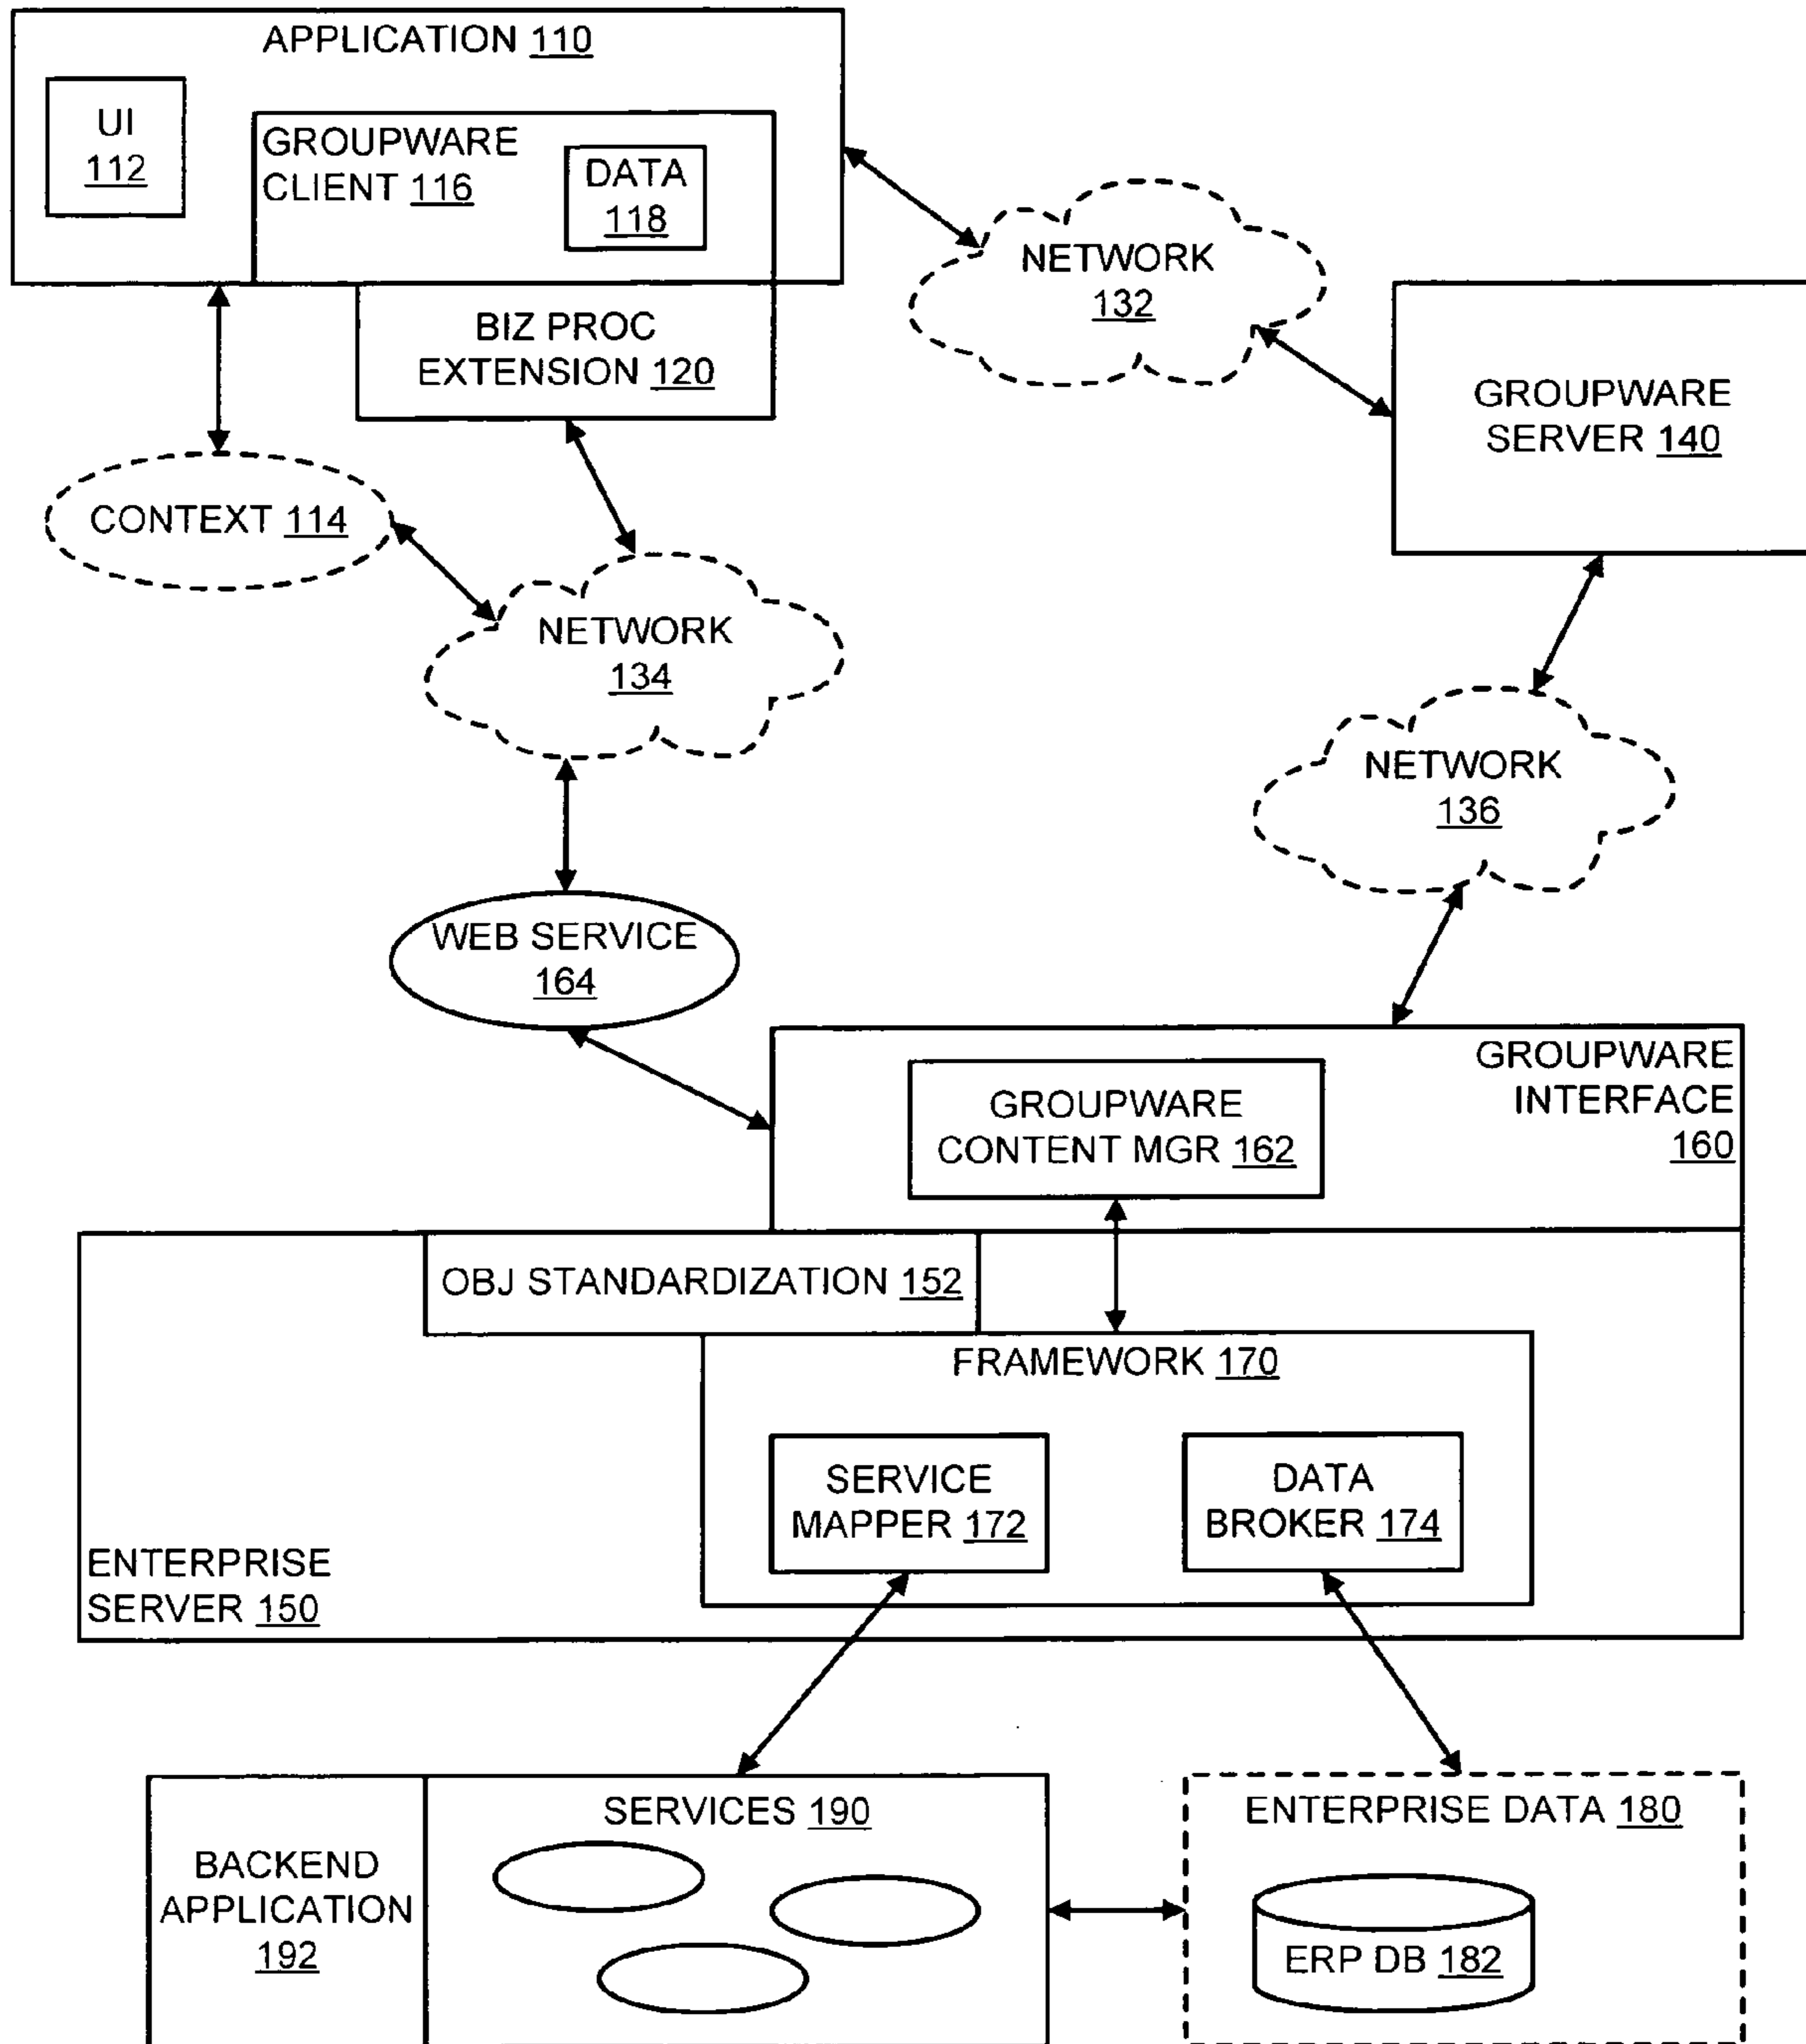 APPLICATION 110
UI
112
GROUPWARE
CLIENT 116
DATA
118
BIZ PROC
EXTENSION 120
NETWORK
132
GROUPWARE
SERVER 140
CONTEXT 114
NETWORK
134
NETWORK
136
WEB SERVICE
164
GROUPWARE
INTERFACE
160
GROUPWARE
CONTENT MGR 162
OBJ STANDARDIZATION 152
FRAMEWORK 170
SERVICE
MAPPER 172
DATA
BROKER 174
ENTERPRISE
SERVER 150
SERVICES 190
BACKEND
APPLICATION
192
ENTERPRISE DATA 180
ERP DB 182